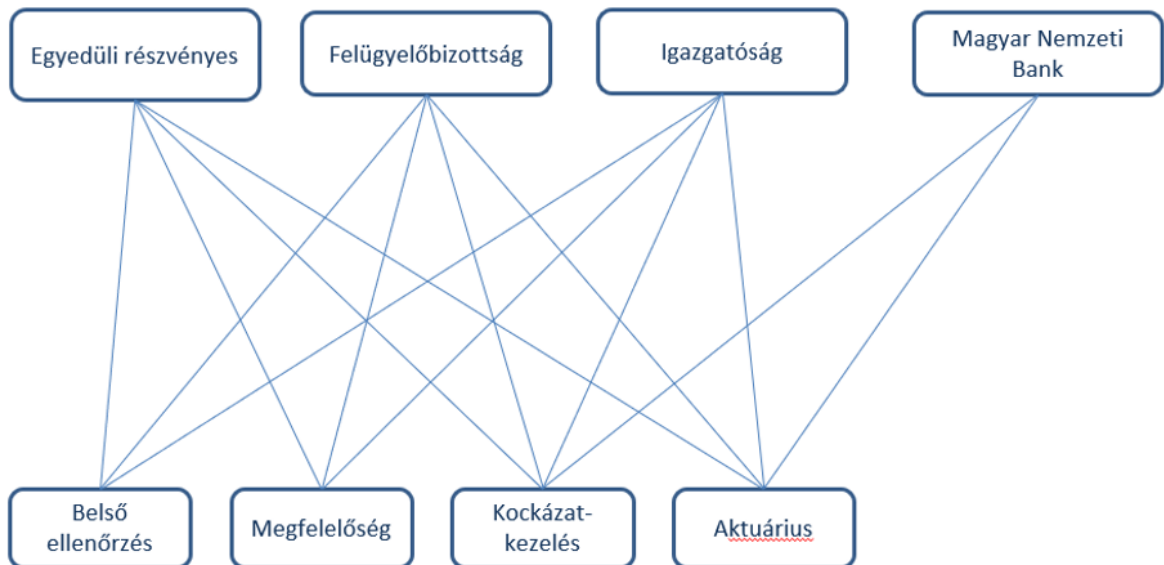 Egyedüli részvényes
Felügyelőbizottság
Igazgatóság
Magyar Nemzeti
Bank
Belső
ellenőrzés
Megfelelőség
Kockázat-
kezelés
Aktuárius